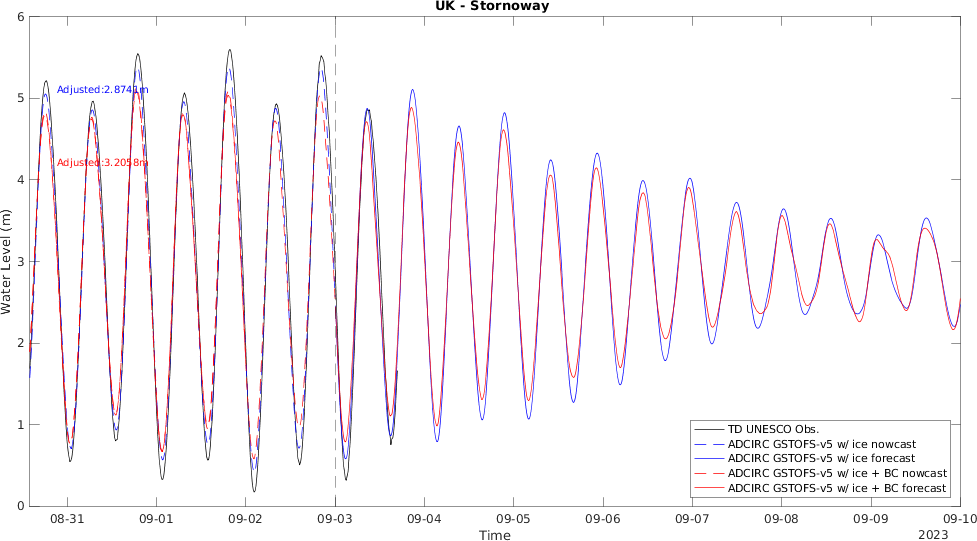 UK - Stornoway
6
5
4
3
2
1
0
Water Level (m)
Adjusted:2.8741m
Adjusted:3.2058m
TD UNESCO Obs.
ADCIRC GSTOFS-v5 w/ ice nowcast
ADCIRC GSTOFS-v5 w/ ice forecast
ADCIRC GSTOFS-v5 w/ ice + BC nowcast
ADCIRC GSTOFS-v5 w/ ice + BC forecast
08-31 09-01 09-02 09-03 09-04 09-05 09-06 09-07 09-08 09-09 09-10
Time
2023